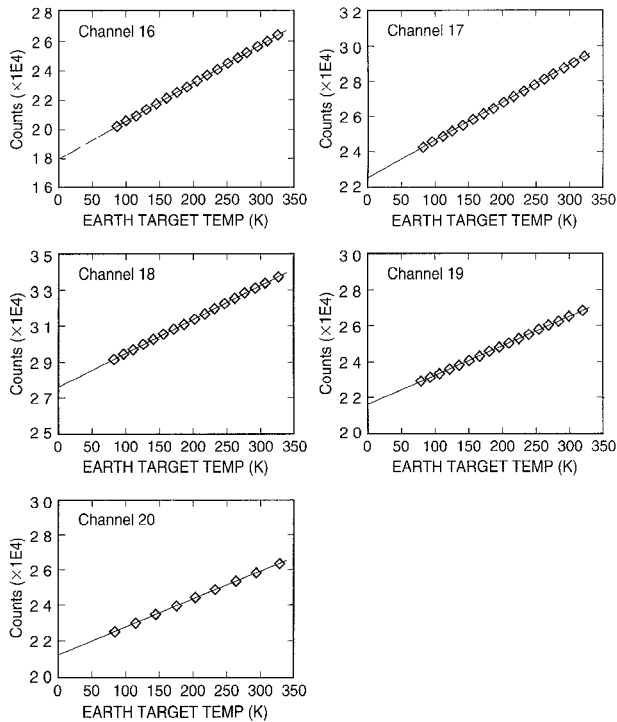 Channel 16
Counts (×1E4)
2 8
2 6
2 4
2 2
2 0
1 8
1 6
0 50 100 150 200 250 300 350
EARTH TARGET TEMP (K)
Channel 17
Counts (×1E4)
3 2
3 0
2 8
2 6
2 4
2 2
0 50 100 150 200 250 300 350
EARTH TARGET TEMP (K)
Channel 18
Counts (×1E4)
3 5
3 3
3 1
2 9
2 7
2 5
0 50 100 150 200 250 300 350
EARTH TARGET TEMP (K)
Channel 19
Counts (×1E4)
3 0
2 8
2 6
2 4
2 2
2 0
0 50 100 150 200 250 300 350
EARTH TARGET TEMP (K)
Channel 20
Counts (×1E4)
3 0
2 8
2 6
2 4
2 2
2 0
0 50 100 150 200 250 300 350
EARTH TARGET TEMP (K)